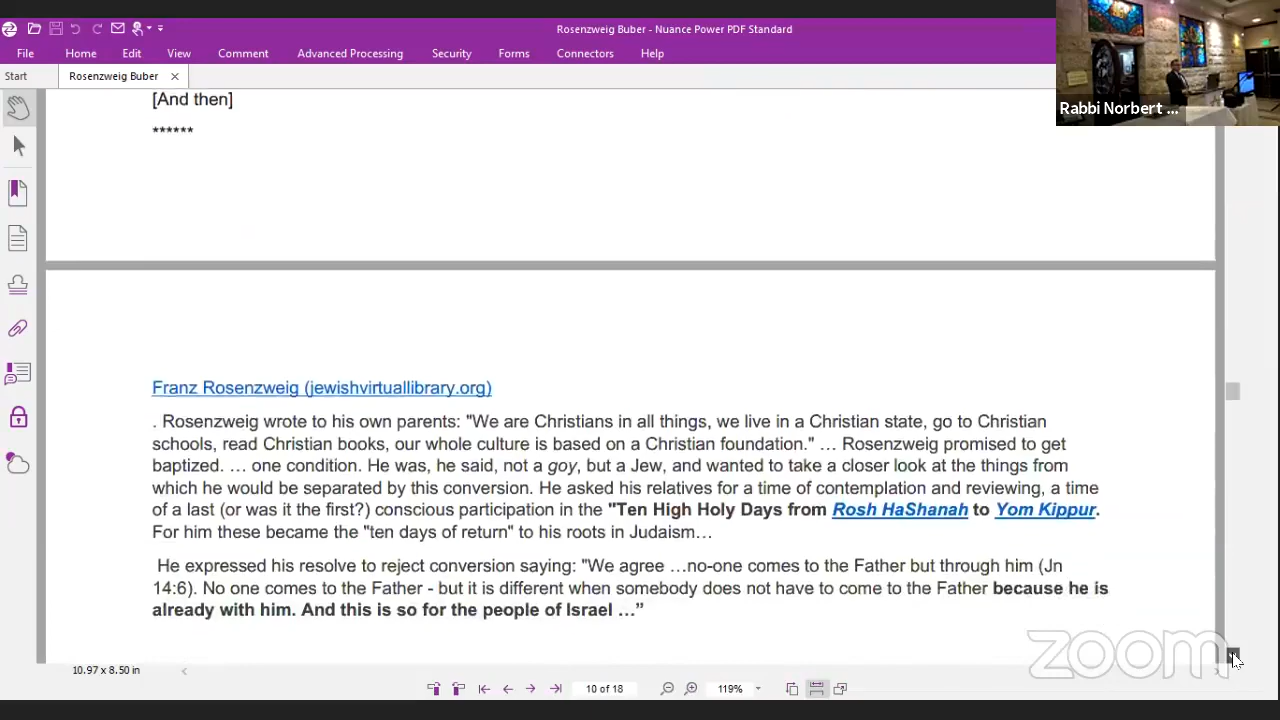 Rosenzweig Buber - Nuance Power PDF Standard
File Home Edit View Comment Advanced Processing Security Forms Connectors Help
Start Rosenzweig Buber
Rabbi Norbert ...
[And then]
******
Franz Rosenzweig (jewishvirtuallibrary.org)
. Rosenzweig wrote to his own parents: "We are Christians in all things, we live in a Christian state, go to Christian
schools, read Christian books, our whole culture is based on a Christian foundation." … Rosenzweig promised to get
baptized. … one condition. He was, he said, not a goy, but a Jew, and wanted to take a closer look at the things from
which he would be separated by this conversion. He asked his relatives for a time of contemplation and reviewing, a time
of a last (or was it the first?) conscious participation in the "Ten High Holy Days from Rosh HaShanah to Yom Kippur.
For him these became the "ten days of return" to his roots in Judaism…
He expressed his resolve to reject conversion saying: "We agree …no-one comes to the Father but through him (Jn
14:6). No one comes to the Father - but it is different when somebody does not have to come to the Father because he is
already with him. And this is so for the people of Israel …”
zoom
10.97 x 8.50 in
10 of 18
119%